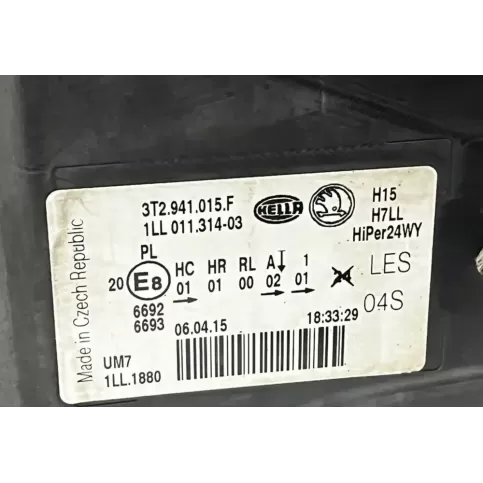 Made in Czech Republic
3T2.941.015.F
1LL 011.314-03
HELLA
H15
H7LL
HiPer24WY
PL
20 E8
HC HR RL A 1
01 01 00 02 01
LES
04S
6692
6693
06.04.15
18:33:29
UM7
1LL.1880